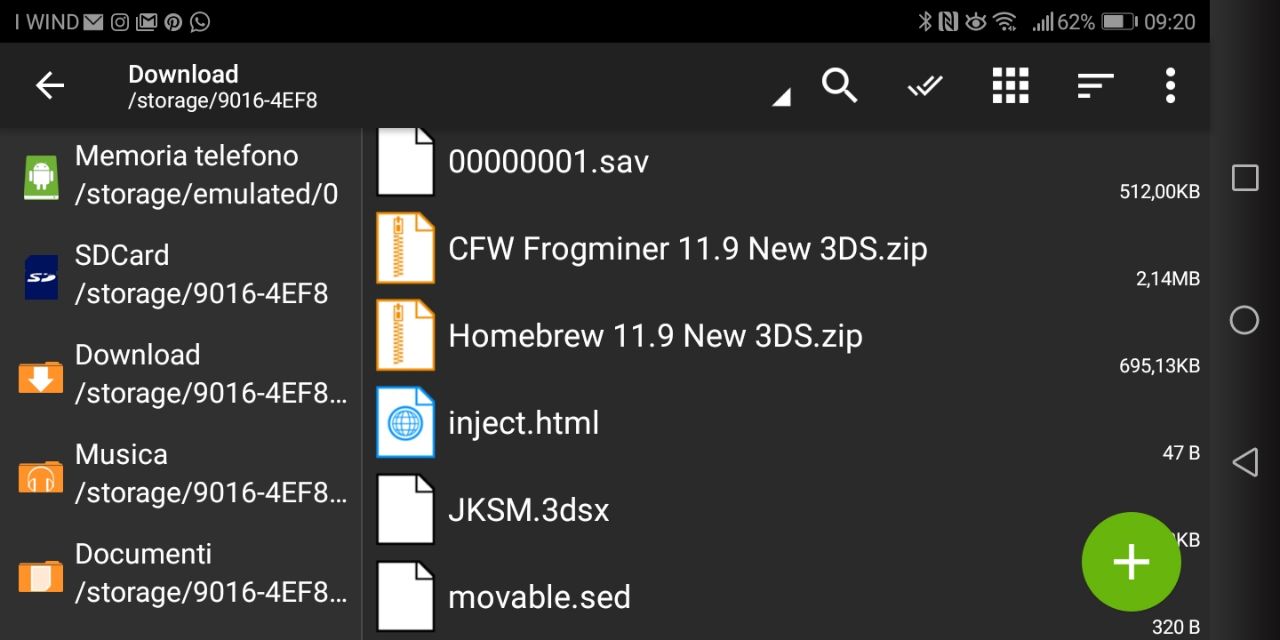 I WIND 62% 09:20
Download
/storage/9016-4EF8
Memoria telefono
/storage/emulated/0
SDCard
/storage/9016-4EF8
Download
/storage/9016-4EF8...
Musica
/storage/9016-4EF8...
Documenti
/storage/9016-4EF8...
00000001.sav
512,00KB
CFW Frogminer 11.9 New 3DS.zip
2,14MB
Homebrew 11.9 New 3DS.zip
695,13KB
inject.html
47 B
JKSM.3dsx
KB
movable.sed
320 B